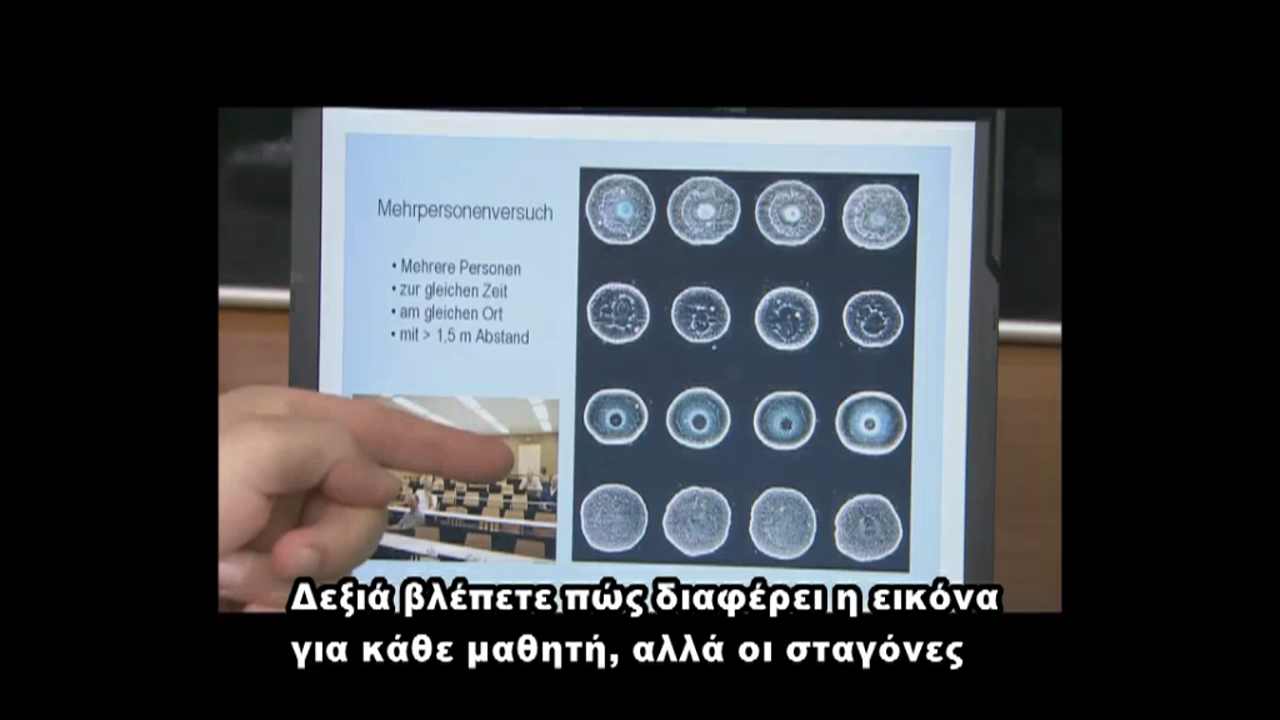 Mehrpersonenversuch
• Mehrere Personen
• zur gleichen Zeit
• am gleichen Ort
• mit > 1,5 m Abstand
Δεξιά βλέπετε πώς διαφέρει η εικόνα
για κάθε μαθητή, αλλά οι σταγόνες